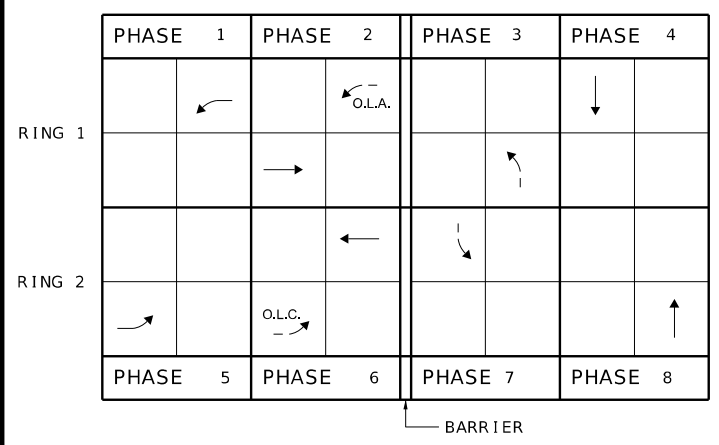 PHASE 1 PHASE 2 PHASE 3 PHASE 4
O.L.A.
RING 1
RING 2
O.L.C.
PHASE 5 PHASE 6 PHASE 7 PHASE 8
BARRIER